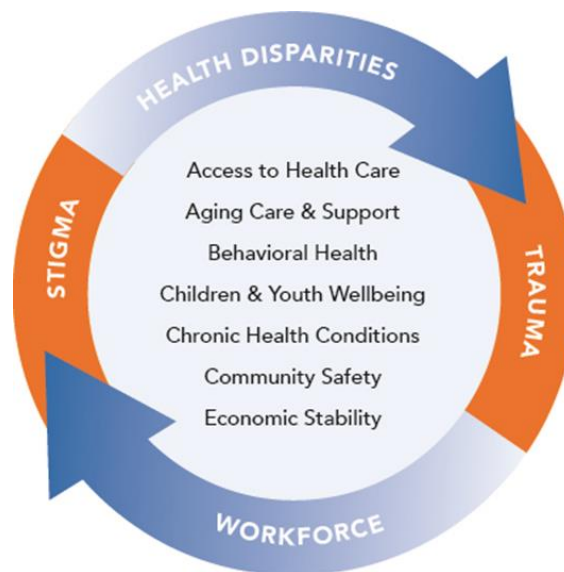 HEALTH DISPARITIES
Access to Health Care
Aging Care & Support
Behavioral Health
Children & Youth Wellbeing
Chronic Health Conditions
Community Safety
Economic Stability
STIGMA
TRAUMA
WORKFORCE